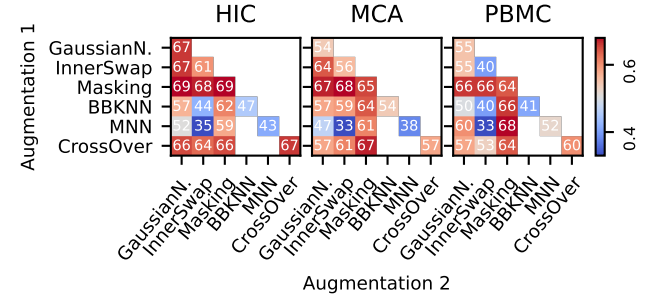 HIC MCA PBMC
Augmentation 1
GaussianN. 67 54 55
InnerSwap 67 61 64 56 55 40
Masking 69 68 69 67 68 65 66 66 64
BBKNN 57 44 62 47 57 59 64 54 50 40 66 41
MNN 52 35 59 43 47 33 61 38 60 33 68 52
CrossOver 66 64 66 67 57 61 67 57 57 53 64 60
0.6
0.4
GaussianN. InnerSwap Masking BBKNN MNN CrossOver GaussianN. InnerSwap Masking BBKNN MNN CrossOver GaussianN. InnerSwap Masking BBKNN MNN CrossOver
Augmentation 2